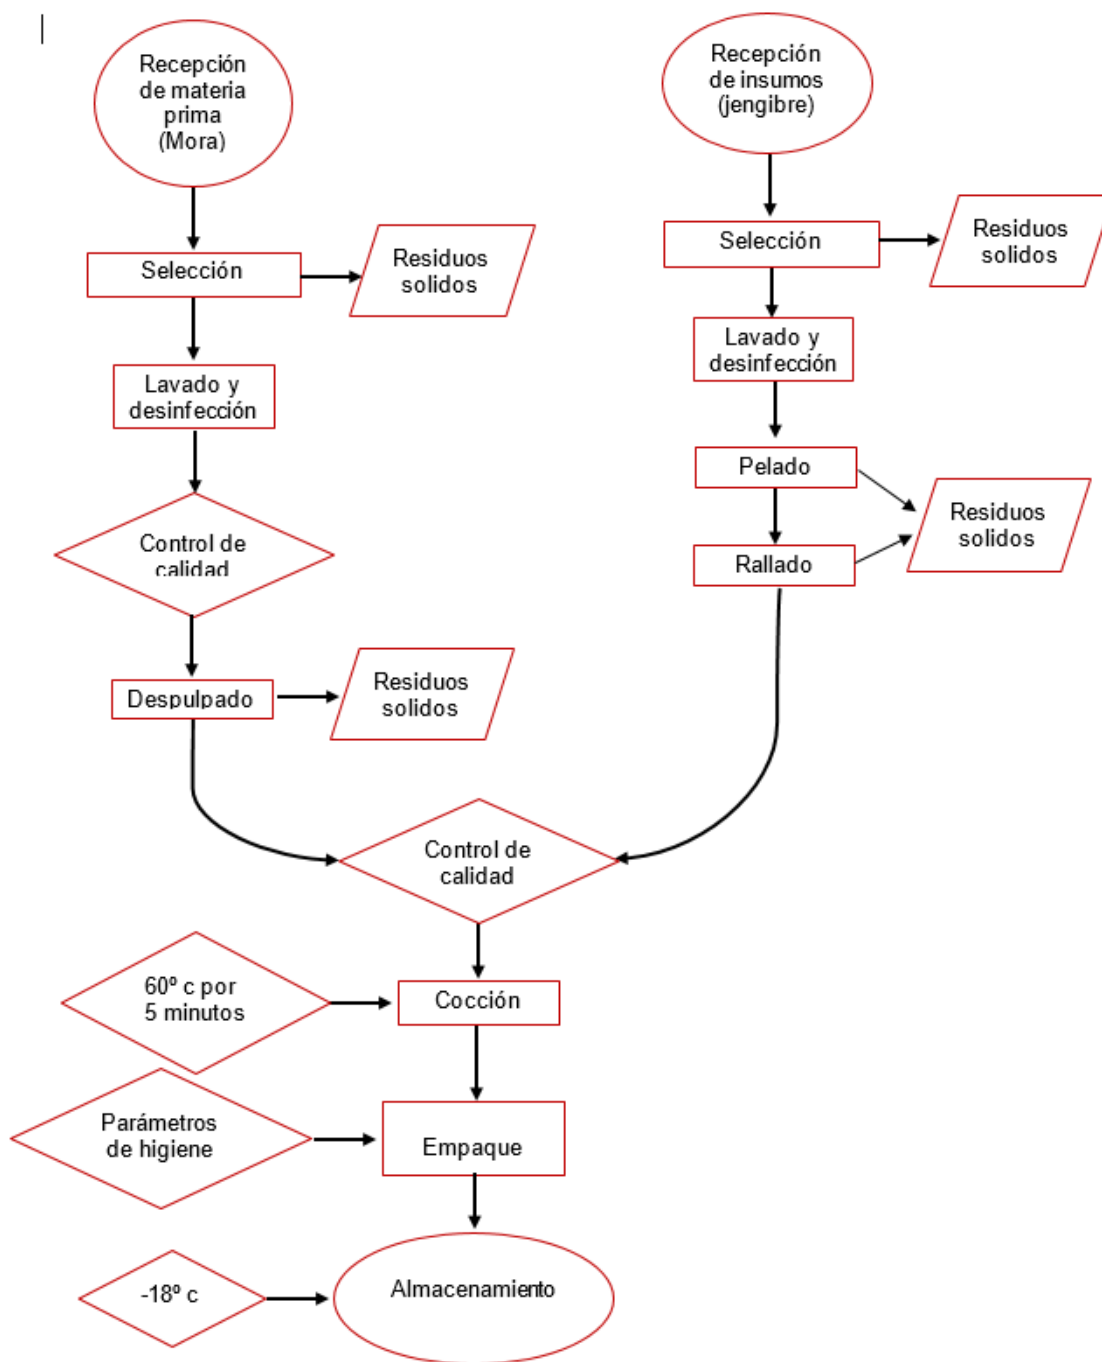 Recepción
de materia
prima
(Mora)
Recepción
de insumos
(jengibre)
Selección
Residuos
solidos
Selección
Residuos
solidos
Lavado y
desinfección
Lavado y
desinfección
Pelado
Residuos
solidos
Control de
calidad
Rallado
Despulpado
Residuos
solidos
Control de
calidad
60º c por
5 minutos
Cocción
Parámetros
de higiene
Empaque
-18º c
Almacenamiento